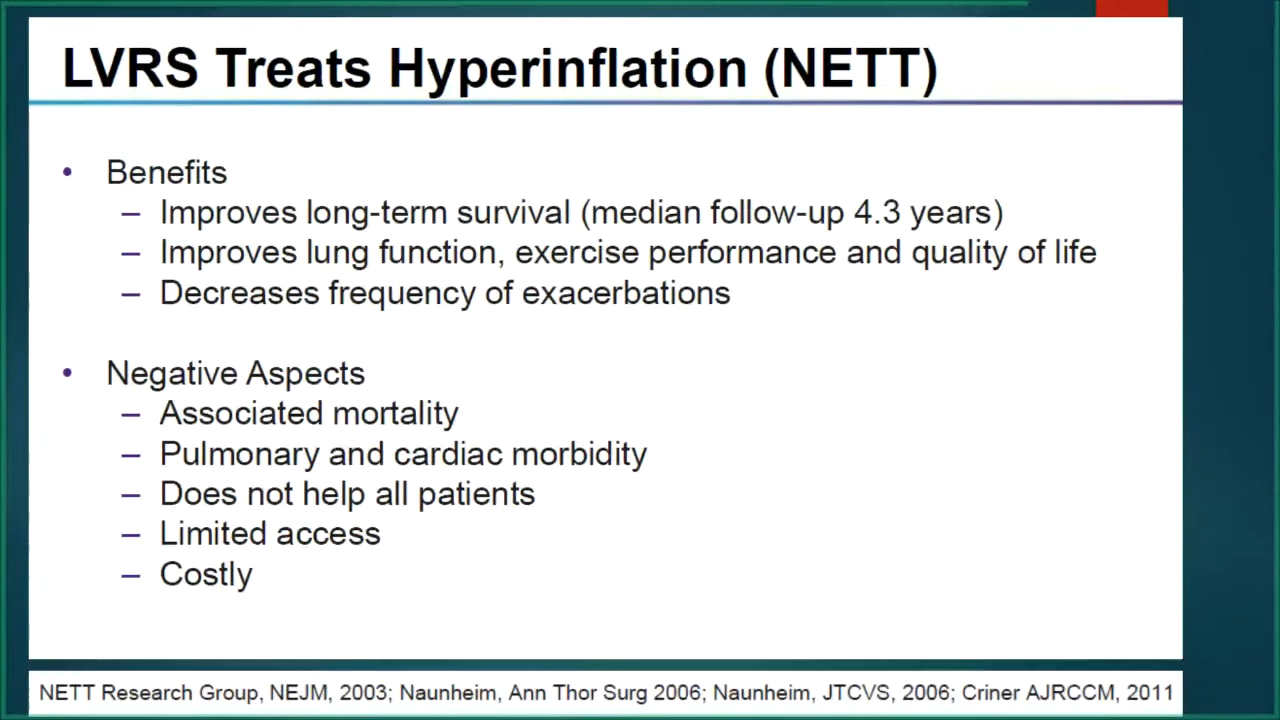 LVRS Treats Hyperinflation (NETT)
• Benefits
– Improves long-term survival (median follow-up 4.3 years)
– Improves lung function, exercise performance and quality of life
– Decreases frequency of exacerbations
• Negative Aspects
– Associated mortality
– Pulmonary and cardiac morbidity
– Does not help all patients
– Limited access
– Costly
NETT Research Group, NEJM, 2003; Naunheim, Ann Thor Surg 2006; Naunheim, JTCVS, 2006; Criner AJRCCM, 2011